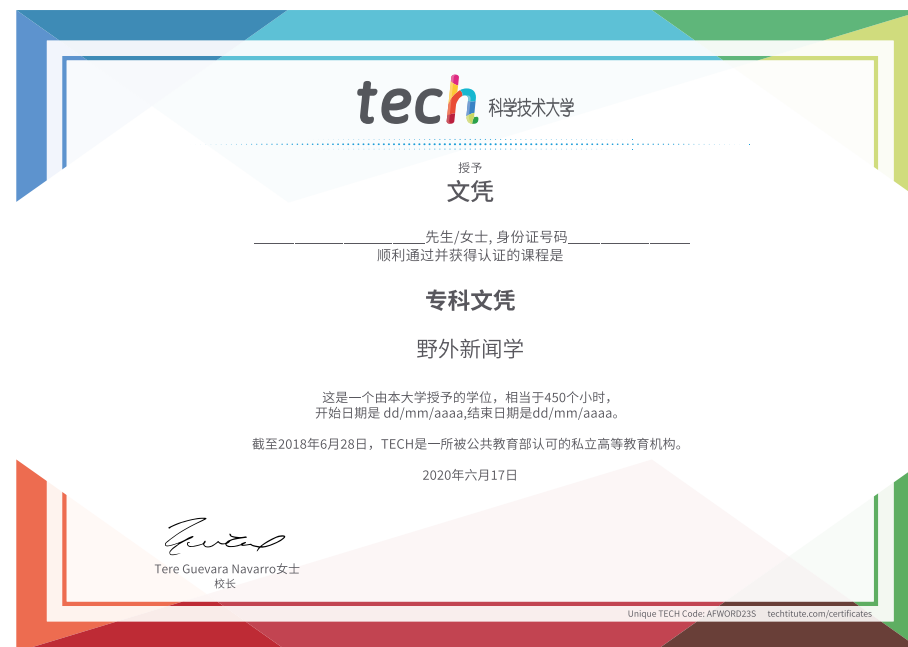 tech 科学技术大学
授予
文凭
____________________先生/女士, 身份证号码_______________
顺利通过并获得认证的课程是
专科文凭
野外新闻学
这是一个由本大学授予的学位，相当于450个小时，
开始日期是 dd/mm/aaaa,结束日期是dd/mm/aaaa。
截至2018年6月28日，TECH是一所被公共教育部认可的私立高等教育机构。
2020年六月17日
Tere Guevara Navarro女士
校长
Unique TECH Code: AFWORD23S techtitute.com/certificates